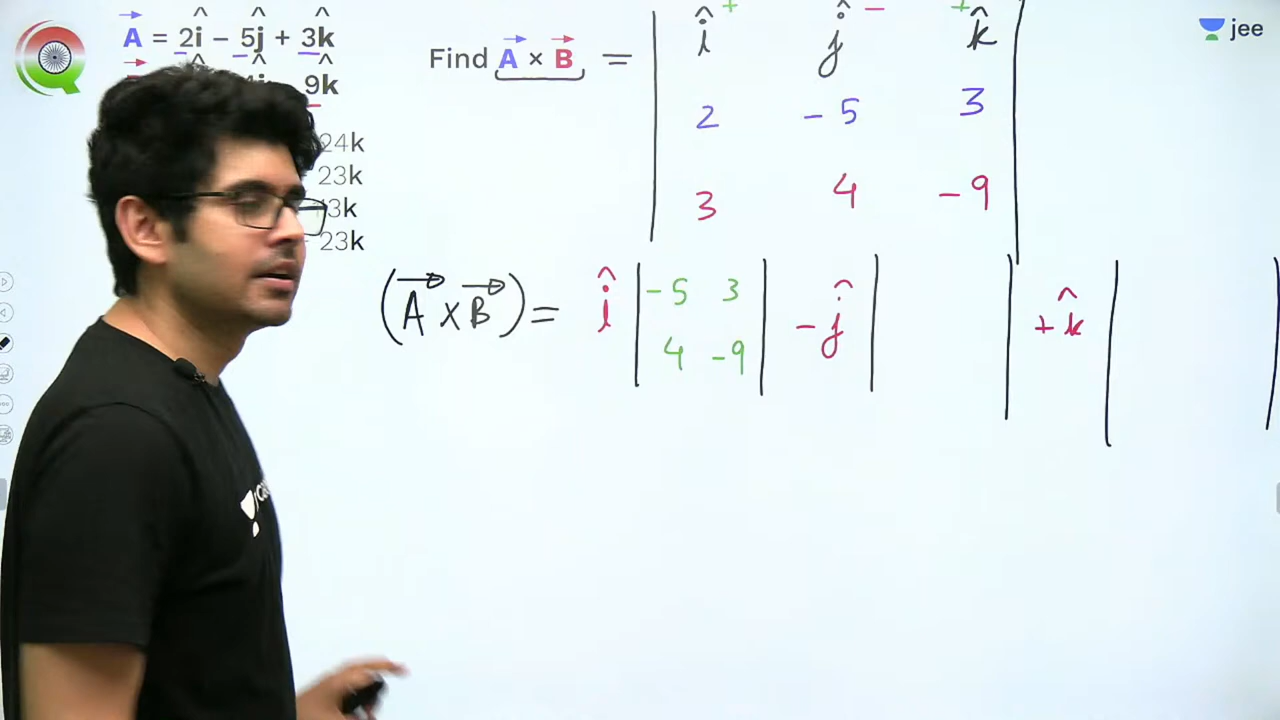 A = 2i − 5j + 3k
9k
24k
23k
3k
23k
Find A × B =
i + j − + k
2 - 5 3
3 4 - 9
(A × B) = i | - 5 3 | - j | | + k | |
4 - 9
jee